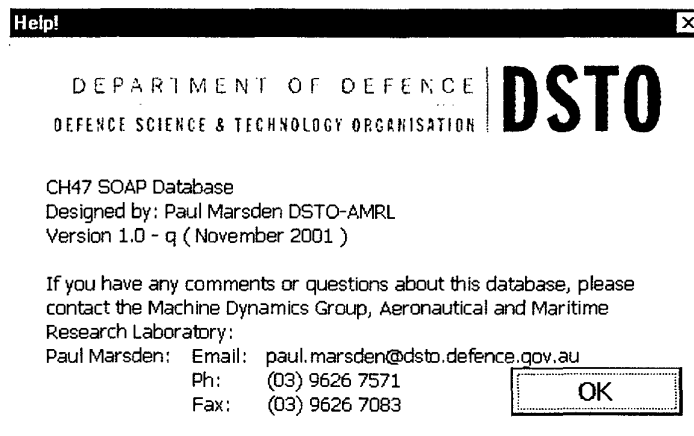 Help!
DEPARTMENT OF DEFENCE
DEFENCE SCIENCE & TECHNOLOGY ORGANISATION
DSTO
CH47 SOAP Database
Designed by: Paul Marsden DSTO-AMRL
Version 1.0 - q ( November 2001 )
If you have any comments or questions about this database, please
contact the Machine Dynamics Group, Aeronautical and Maritime
Research Laboratory:
Paul Marsden: Email: paul.marsden@dsto.defence.gov.au
Ph: (03) 9626 7571
Fax: (03) 9626 7083
OK